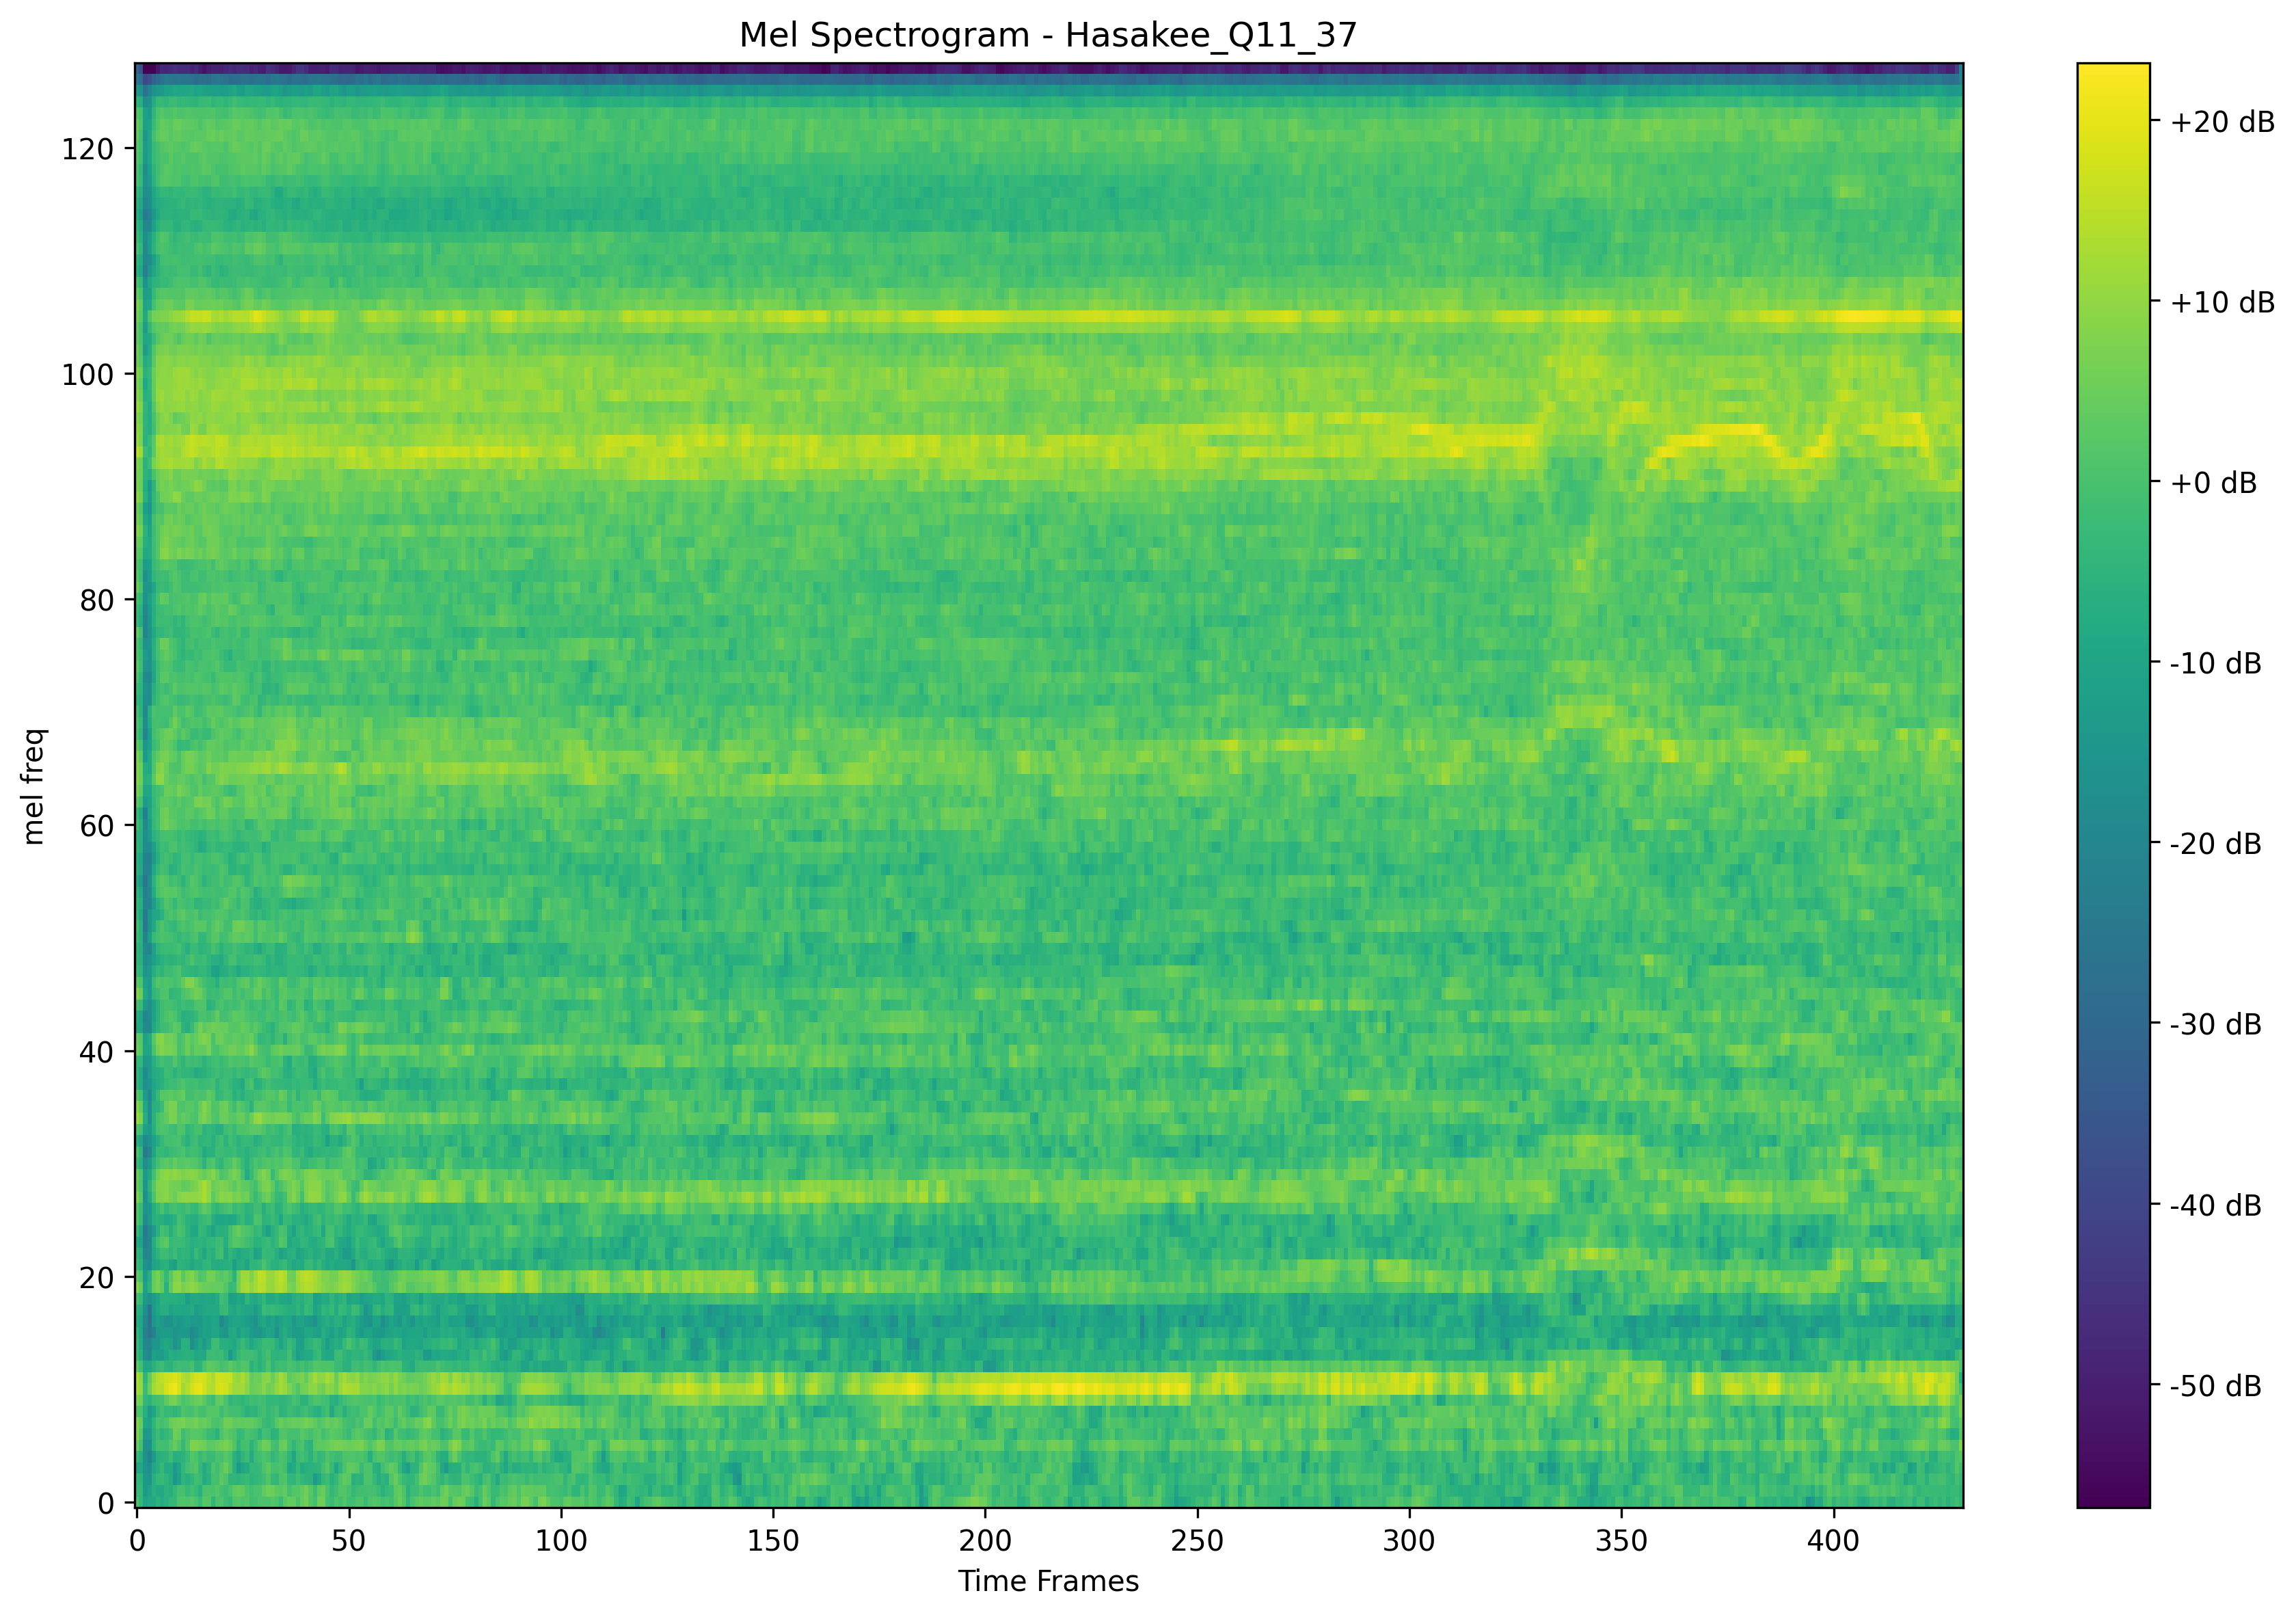 Mel Spectrogram - Hasakee_Q11_37
mel freq
120
100
80
60
40
20
0
0 50 100 150 200 250 300 350 400
Time Frames
+20 dB
+10 dB
+0 dB
-10 dB
-20 dB
-30 dB
-40 dB
-50 dB